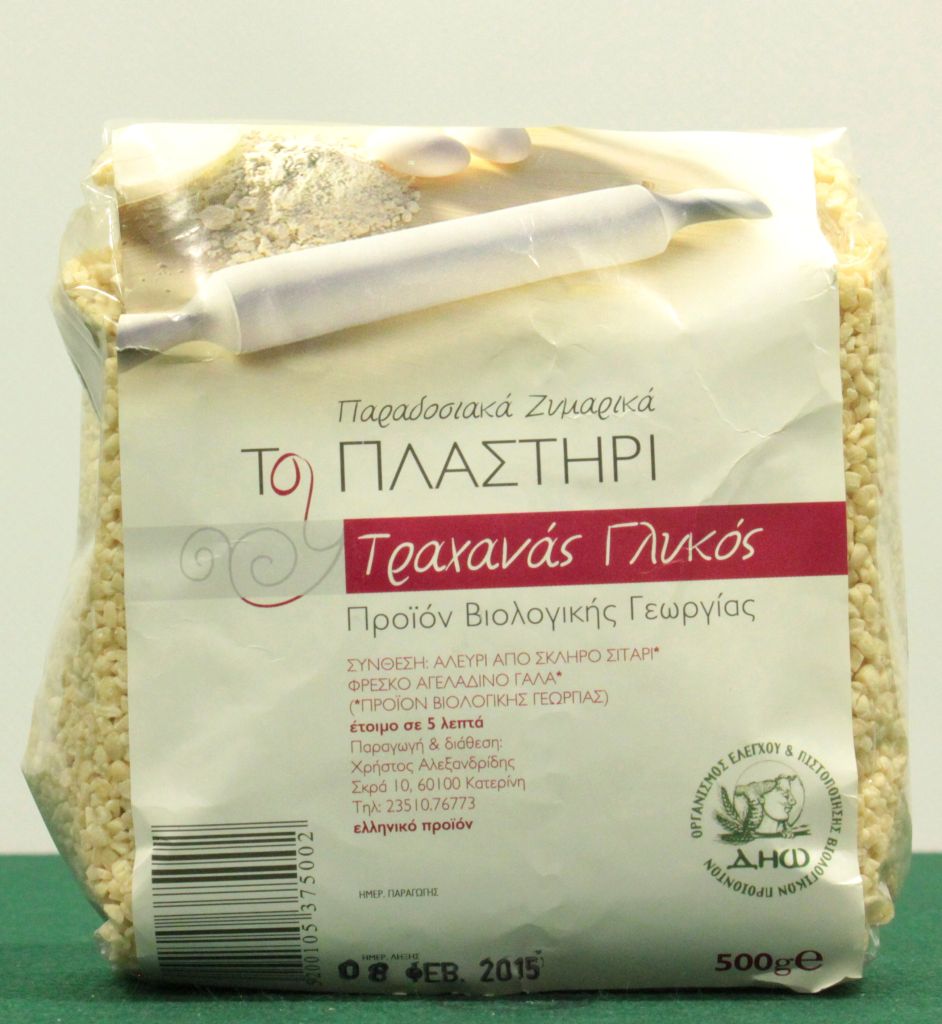 Παραδοσιακά Ζυμαρικά
Το ΠΛΑΣΤΗΡΙ
Τραχανάς Γλυκός
Προϊόν Βιολογικής Γεωργίας
ΣΥΝΘΕΣΗ: ΑΛΕΥΡΙ ΑΠΟ ΣΚΛΗΡΟ ΣΙΤΑΡΙ*
ΦΡΕΣΚΟ ΑΓΕΛΑΔΙΝΟ ΓΑΛΑ*
(*ΠΡΟΪΟΝ ΒΙΟΛΟΓΙΚΗΣ ΓΕΩΡΓΙΑΣ)
έτοιμο σε 5 λεπτά
Παραγωγή & διάθεση:
Χρήστος Αλεξανδρίδης
Σκρά 10, 60100 Κατερίνη
Τηλ: 23510.76773
ελληνικό προϊόν
ΟΡΓΑΝΙΣΜΟΣ ΕΛΕΓΧΟΥ & ΠΙΣΤΟΠΟΙΗΣΗΣ ΒΙΟΛΟΓΙΚΩΝ ΠΡΟΙΟΝΤΩΝ
ΔΗΩ
ΗΜΕΡ. ΠΑΡΑΓΩΓΗΣ
ΗΜΕΡ. ΛΗΞΗΣ
08 ΦΕΒ. 2015
500g℮
9200105375002